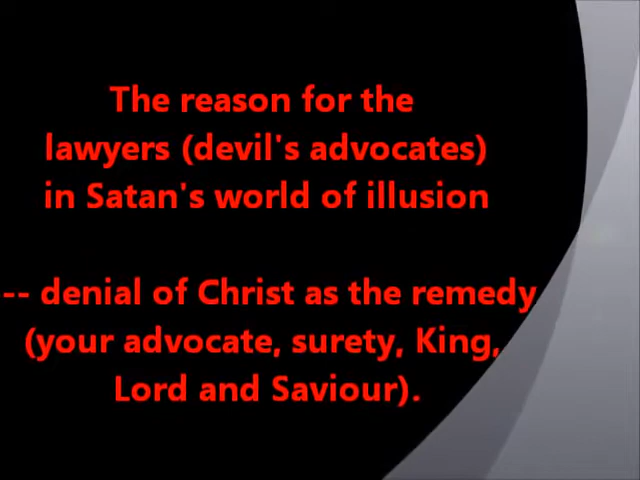 The reason for the
lawyers (devil's advocates)
in Satan's world of illusion
-- denial of Christ as the remedy
(your advocate, surety, King,
Lord and Saviour).